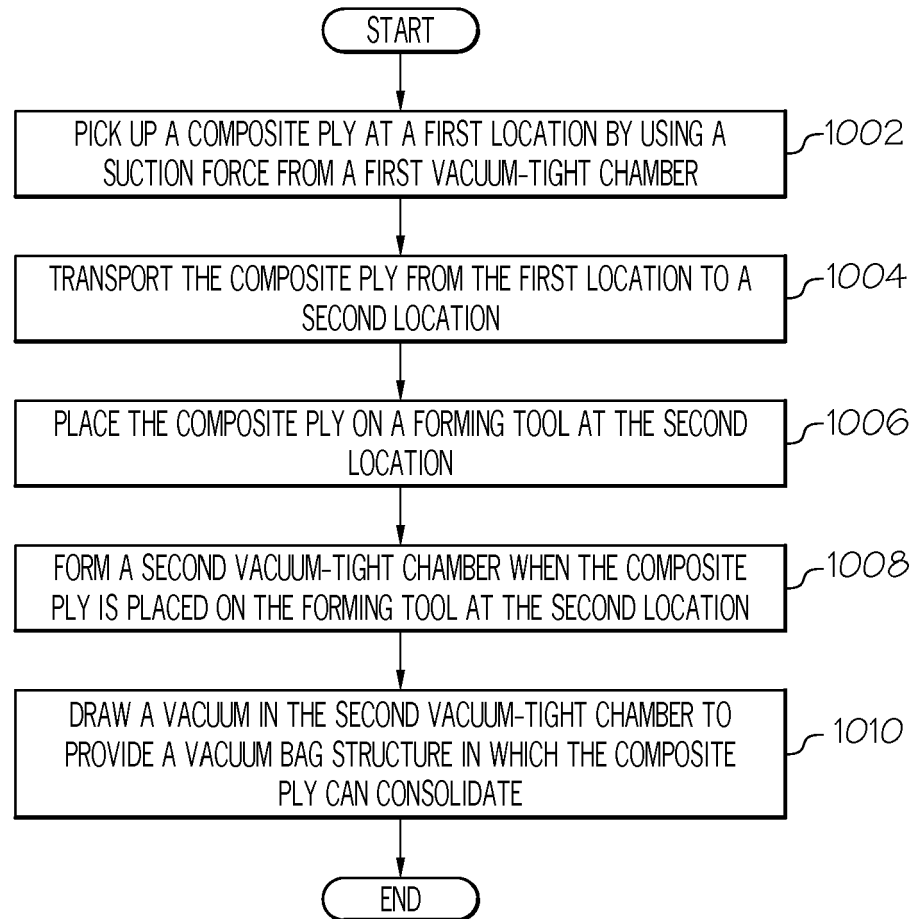 START
PICK UP A COMPOSITE PLY AT A FIRST LOCATION BY USING A
SUCTION FORCE FROM A FIRST VACUUM-TIGHT CHAMBER
1002
TRANSPORT THE COMPOSITE PLY FROM THE FIRST LOCATION TO A
SECOND LOCATION
1004
PLACE THE COMPOSITE PLY ON A FORMING TOOL AT THE SECOND
LOCATION
1006
FORM A SECOND VACUUM-TIGHT CHAMBER WHEN THE COMPOSITE
PLY IS PLACED ON THE FORMING TOOL AT THE SECOND LOCATION
1008
DRAW A VACUUM IN THE SECOND VACUUM-TIGHT CHAMBER TO
PROVIDE A VACUUM BAG STRUCTURE IN WHICH THE COMPOSITE
PLY CAN CONSOLIDATE
1010
END